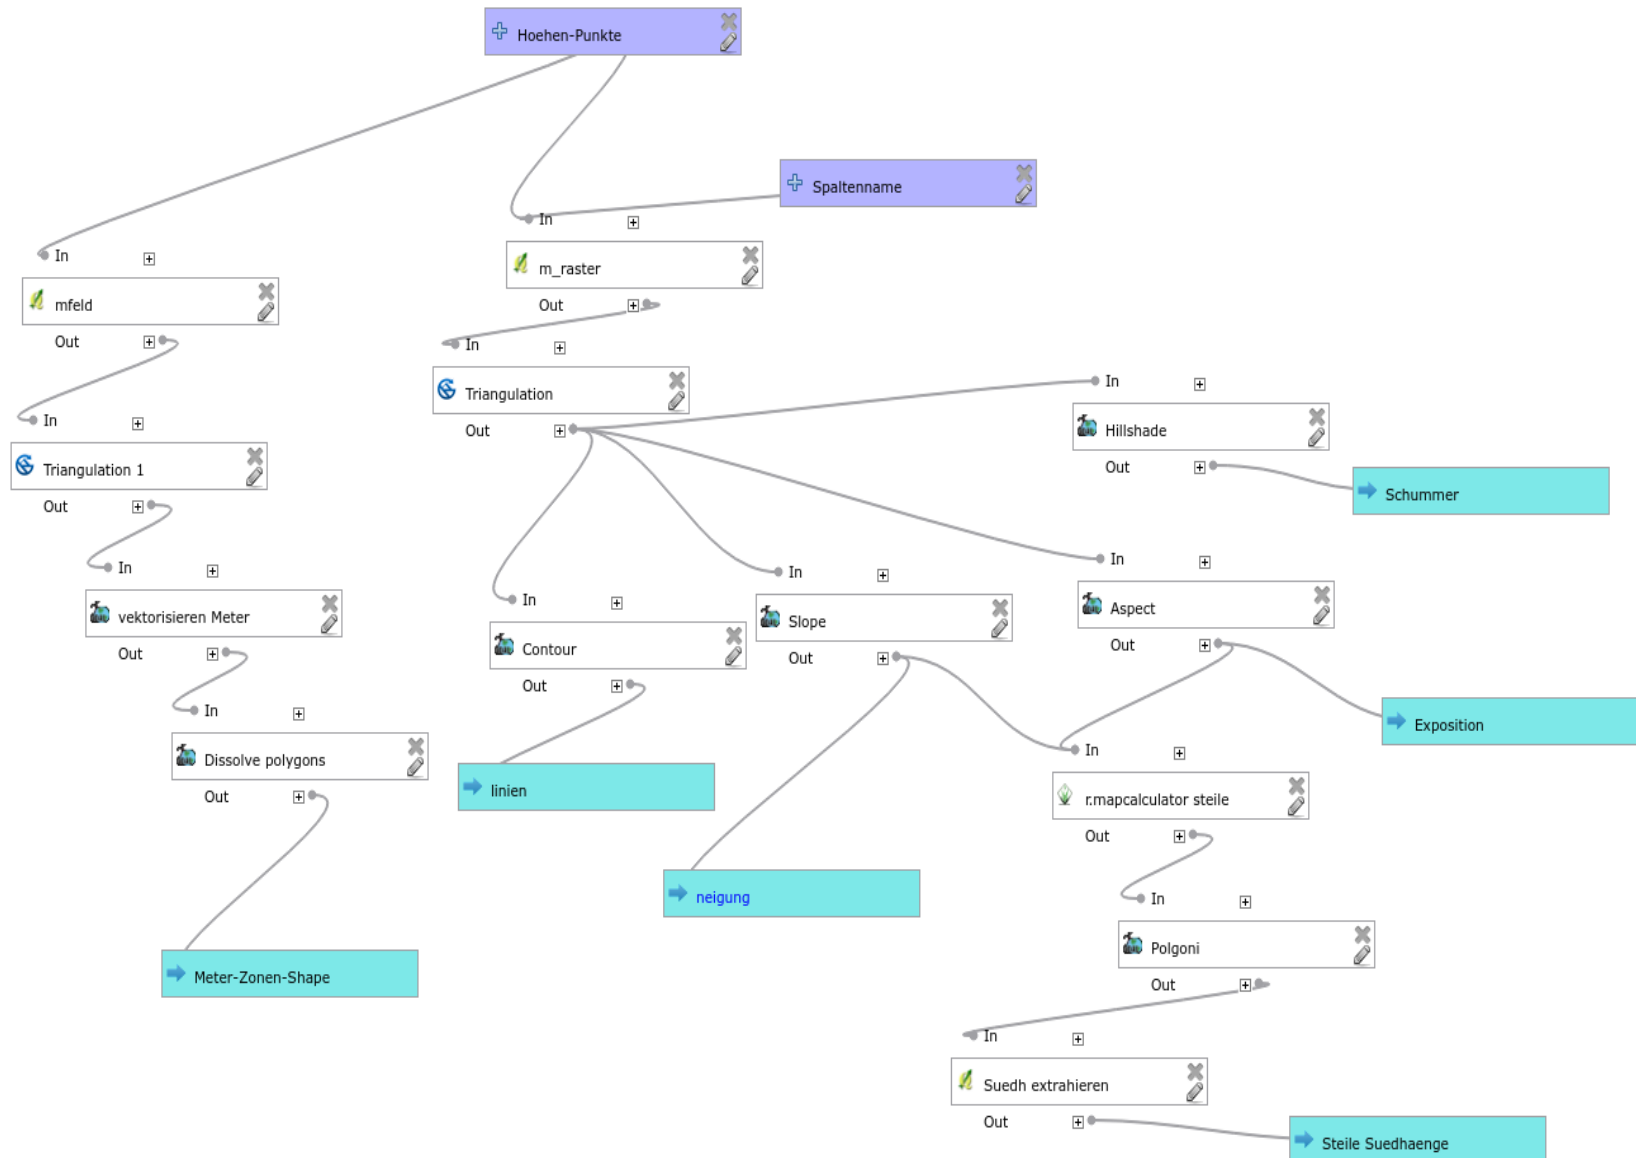 Hoehen-Punkte
Spaltenname
In
m_raster
Out
In
mfeld
Out
In
Triangulation
Out
In
Hillshade
Out
Schummer
In
Triangulation 1
Out
In
vektorisieren Meter
Out
In
Contour
Out
In
Slope
Out
In
Aspect
Out
Exposition
In
Dissolve polygons
Out
linien
In
r.mapcalculator steile
Out
neigung
In
Polgoni
Out
Meter-Zonen-Shape
In
Suedh extrahieren
Out
Steile Suedhaenge